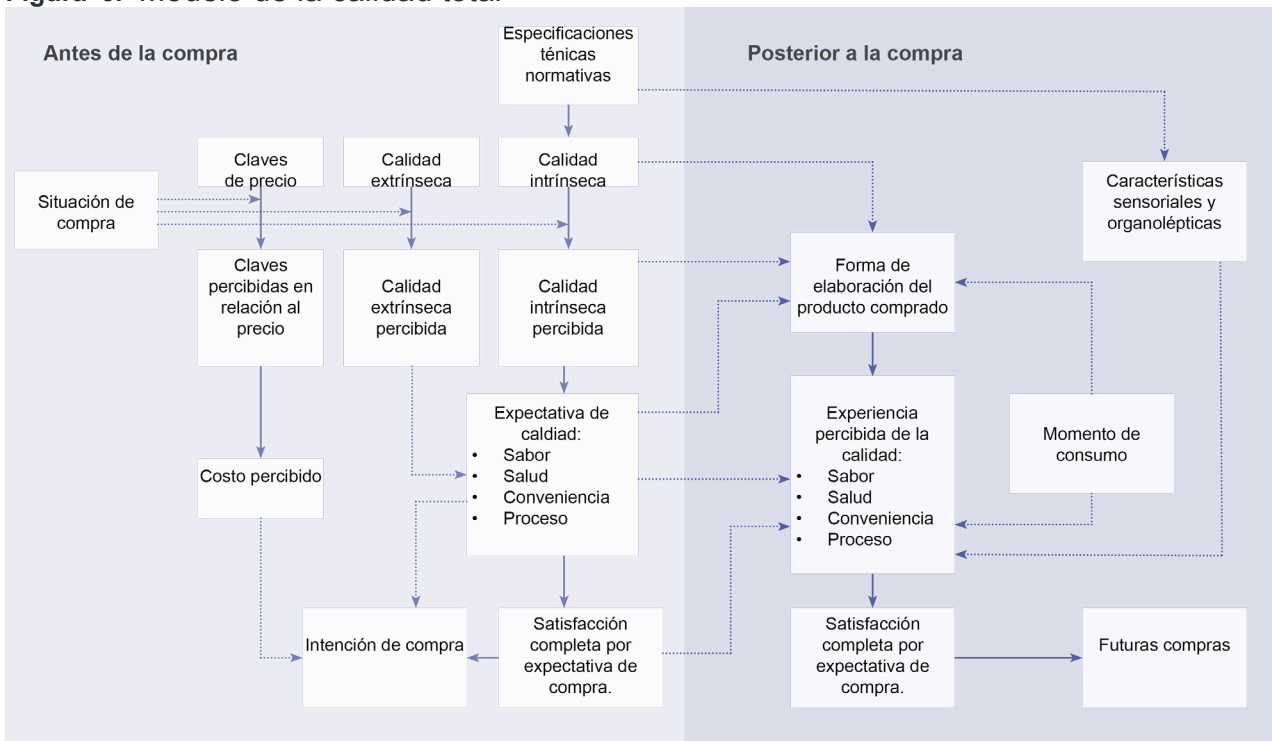 Antes de la compra
Posterior a la compra
Especificaciones
ténicas
normativas
Claves
de precio
Calidad
extrínseca
Calidad
intrínseca
Situación de
compra
Características
sensoriales y
organolépticas
Claves
percibidas en
relación al
precio
Calidad
extrínseca
percibida
Calidad
intrínseca
percibida
Forma de
elaboración del
producto comprado
Costo percibido
Expectativa de
caldiad:
• Sabor
• Salud
• Conveniencia
• Proceso
Experiencia
percibida de la
calidad:
• Sabor
• Salud
• Conveniencia
• Proceso
Momento de
consumo
Intención de compra
Satisfacción
completa por
expectativa de
compra.
Satisfacción
completa por
expectativa de
compra.
Futuras compras